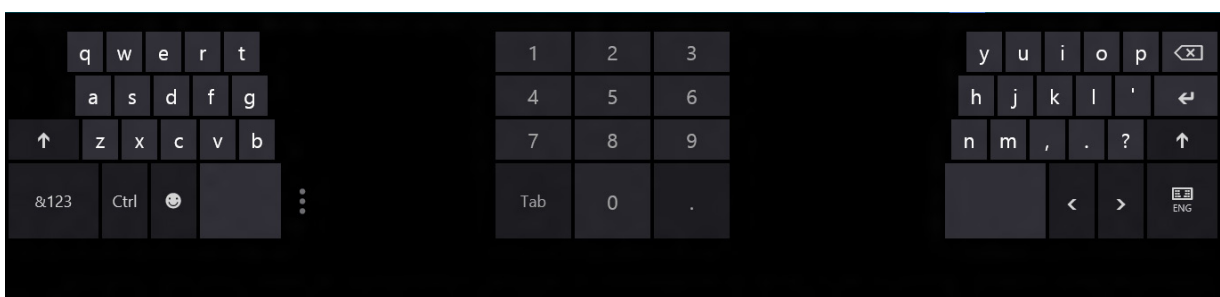 q w e r t 1 2 3 y u i o p
a s d f g 4 5 6 h j k l '
z x c v b 7 8 9 n m , . ?
&123 Ctrl Tab 0 . < > ENG